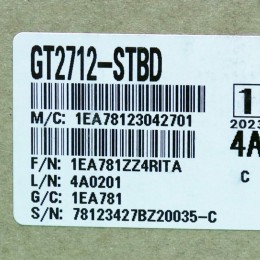 GT2712-STBD
M/C: 1EA78123042701
F/N: 1EA781ZZ4RITA
L/N: 4A0201
G/C: 1EA781
S/N: 78123427BZ20035-C
1
2023
4A
C